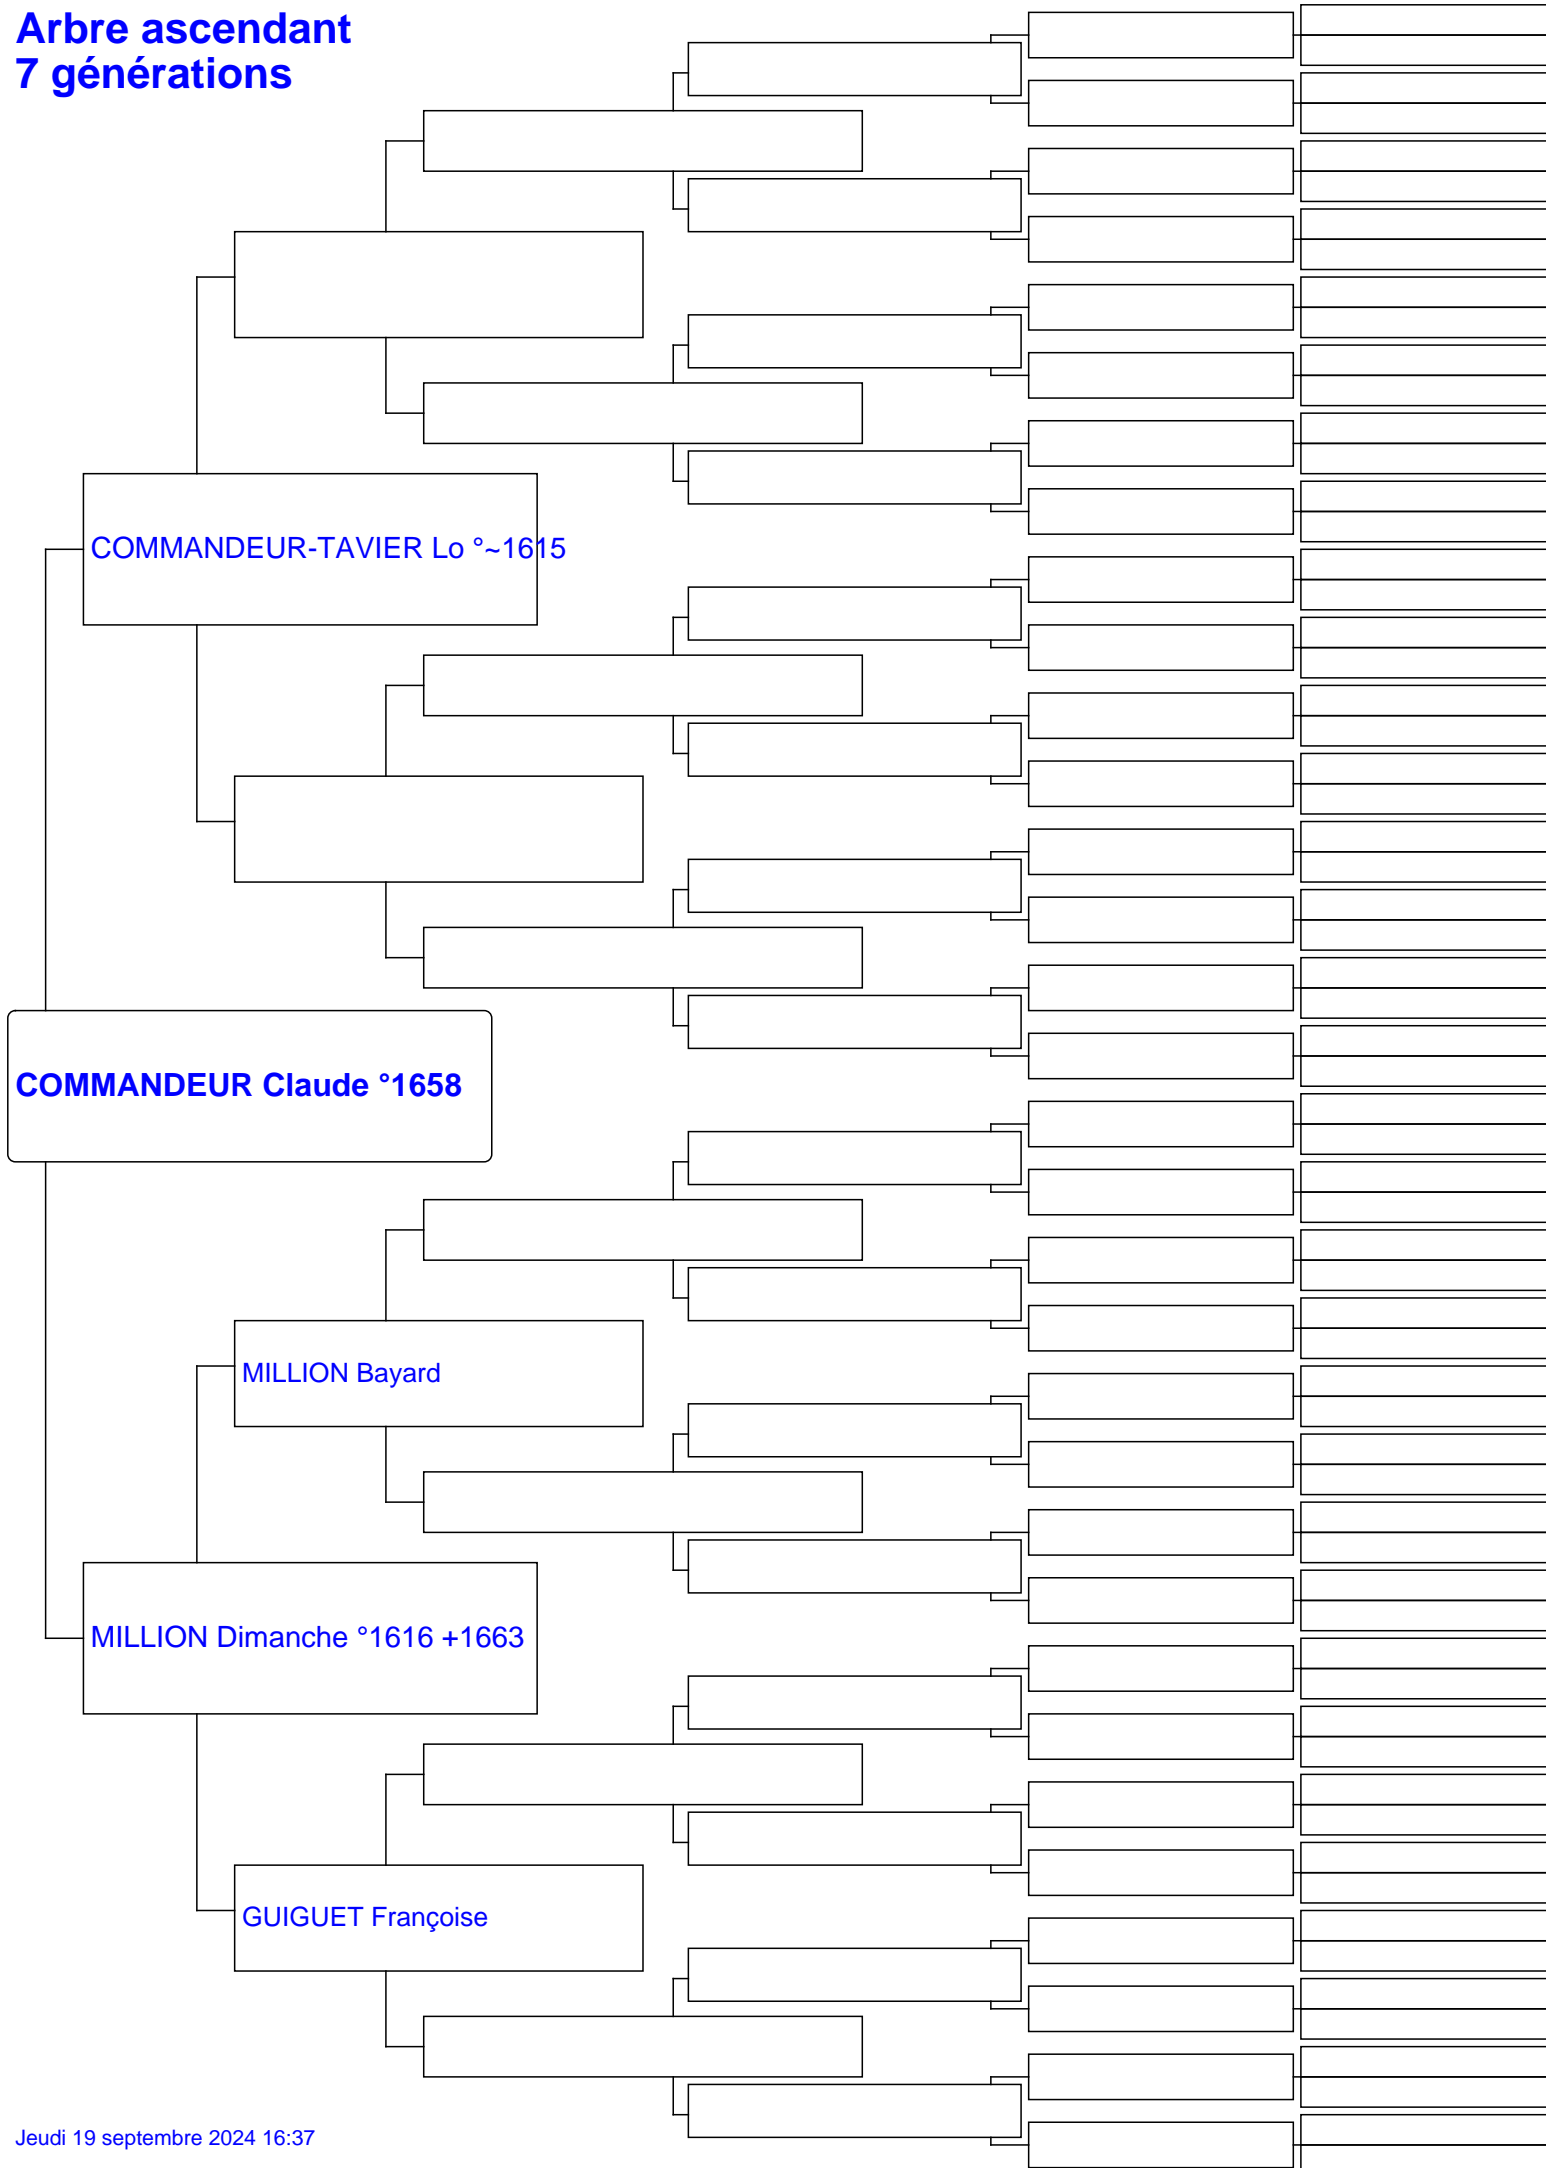 Arbre ascendant
7 générations
COMMANDEUR-TAVIER Lo °~1615
COMMANDEUR Claude °1658
MILLION Bayard
MILLION Dimanche °1616 +1663
GUIGUET Françoise
Jeudi 19 septembre 2024 16:37